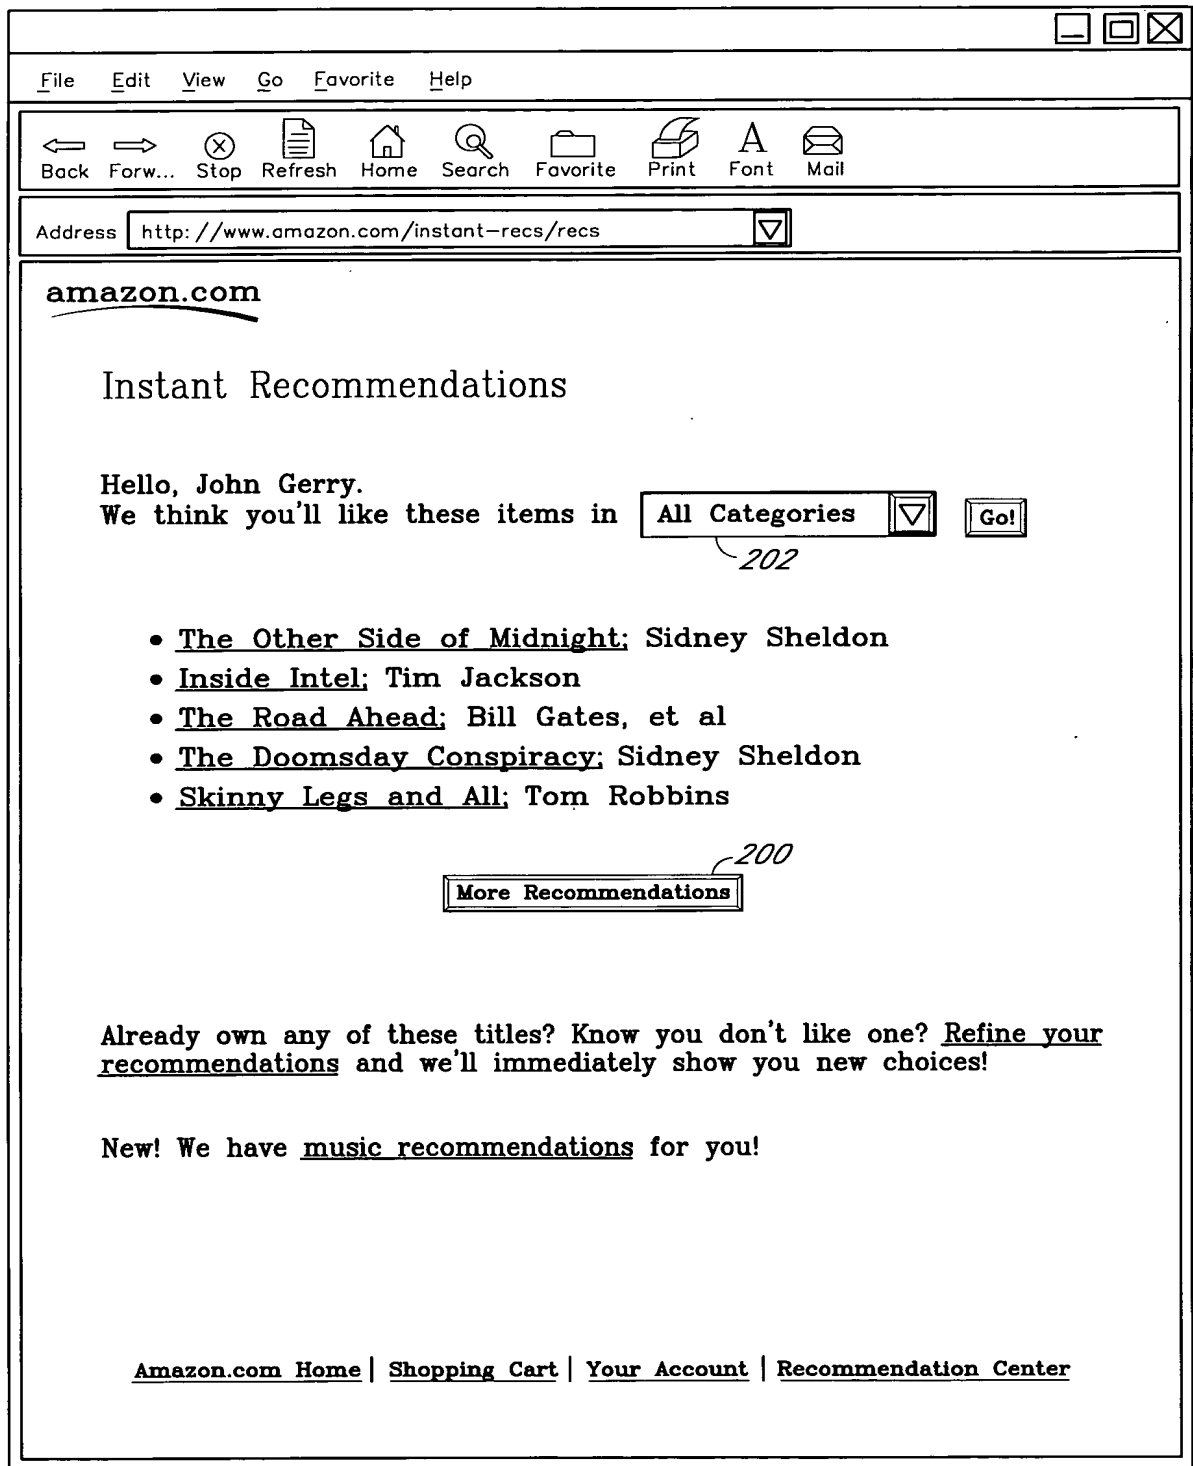 File Edit View Go Favorite Help
Back Forw... Stop Refresh Home Search Favorite Print Font Mail
Address http://www.amazon.com/instant-recs/recs
amazon.com
Instant Recommendations
Hello, John Gerry.
We think you'll like these items in All Categories Go!
202
• The Other Side of Midnight; Sidney Sheldon
• Inside Intel; Tim Jackson
• The Road Ahead; Bill Gates, et al
• The Doomsday Conspiracy; Sidney Sheldon
• Skinny Legs and All; Tom Robbins
200
More Recommendations
Already own any of these titles? Know you don't like one? Refine your
recommendations and we'll immediately show you new choices!
New! We have music recommendations for you!
Amazon.com Home | Shopping Cart | Your Account | Recommendation Center